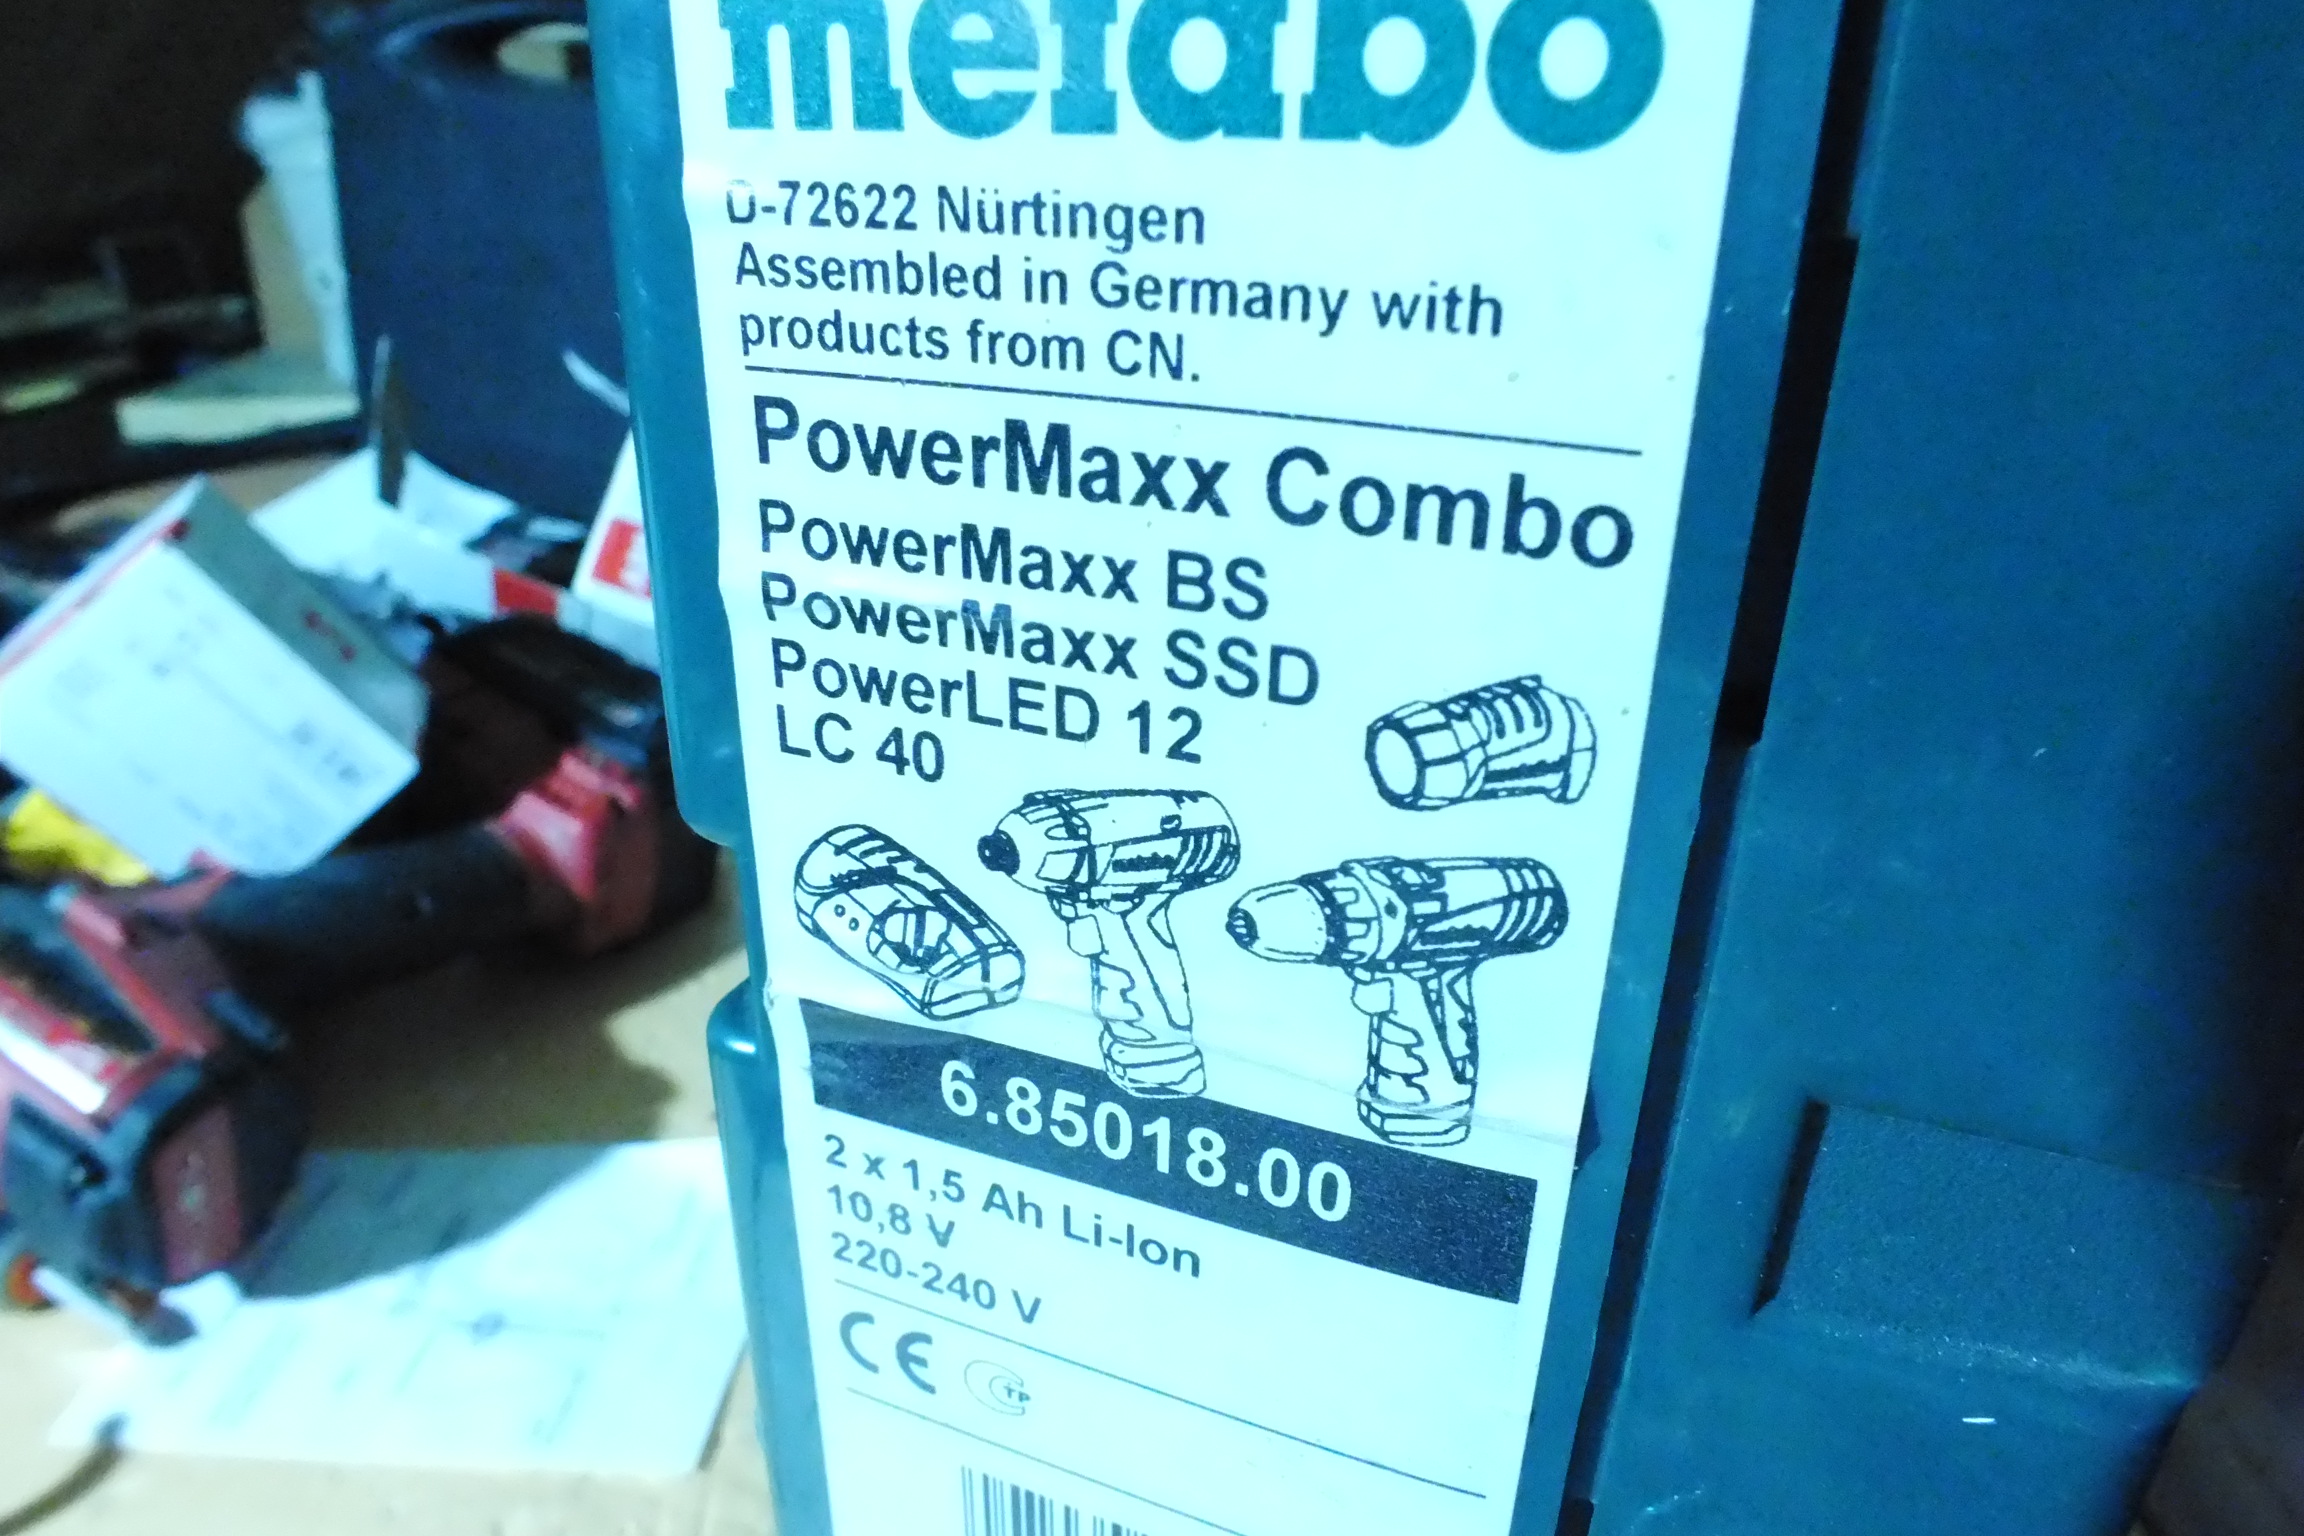 metabo
D-72622 Nürtingen
Assembled in Germany with
products from CN.
PowerMaxx Combo
PowerMaxx BS
PowerMaxx SSD
PowerLED 12
LC 40
metabo
6.85018.00
2 x 1,5 Ah Li-Ion
10,8 V
220-240 V
CE